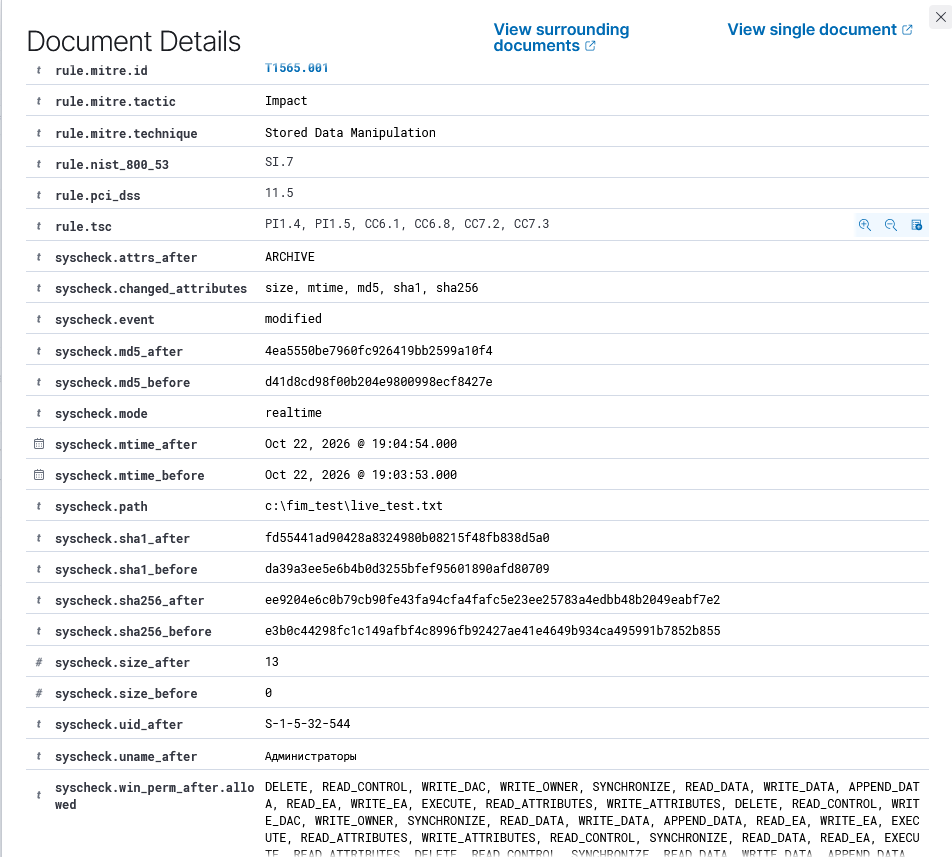 Document Details
View surrounding
documents
View single document
t rule.mitre.id T1565.001
t rule.mitre.tactic Impact
t rule.mitre.technique Stored Data Manipulation
t rule.nist_800_53 SI.7
t rule.pci_dss 11.5
t rule.tsc PI1.4, PI1.5, CC6.1, CC6.8, CC7.2, CC7.3
t syscheck.attrs_after ARCHIVE
t syscheck.changed_attributes size, mtime, md5, sha1, sha256
t syscheck.event modified
t syscheck.md5_after 4ea5550be7960fc926419bb2599a10f4
t syscheck.md5_before d41d8cd98f00b204e9800998ecf8427e
t syscheck.mode realtime
syscheck.mtime_after Oct 22, 2026 @ 19:04:54.000
syscheck.mtime_before Oct 22, 2026 @ 19:03:53.000
t syscheck.path c:\fim_test\live_test.txt
t syscheck.sha1_after fd55441ad90428a8324980b08215f48fb838d5a0
t syscheck.sha1_before da39a3ee5e6b4b0d3255bfef95601890afd80709
t syscheck.sha256_after ee9204e6c0b79cb90fe43fa94cfa4fafc5e23ee25783a4edbb48b2049eabf7e2
t syscheck.sha256_before e3b0c44298fc1c149afbf4c8996fb92427ae41e4649b934ca495991b7852b855
# syscheck.size_after 13
# syscheck.size_before 0
t syscheck.uid_after S-1-5-32-544
t syscheck.uname_after Администраторы
t syscheck.win_perm_after.allo DELETE, READ_CONTROL, WRITE_DAC, WRITE_OWNER, SYNCHRONIZE, READ_DATA, WRITE_DATA, APPEND_DAT
wed A, READ_EA, WRITE_EA, EXECUTE, READ_ATTRIBUTES, WRITE_ATTRIBUTES, DELETE, READ_CONTROL, WRIT
E_DAC, WRITE_OWNER, SYNCHRONIZE, READ_DATA, WRITE_DATA, APPEND_DATA, READ_EA, WRITE_EA, EXEC
UTE, READ_ATTRIBUTES, WRITE_ATTRIBUTES, READ_CONTROL, SYNCHRONIZE, READ_DATA, READ_EA, EXECU
TE, READ_ATTRIBUTES, DELETE, READ_CONTROL, SYNCHRONIZE, READ_DATA, WRITE_DATA, APPEND_DATA,